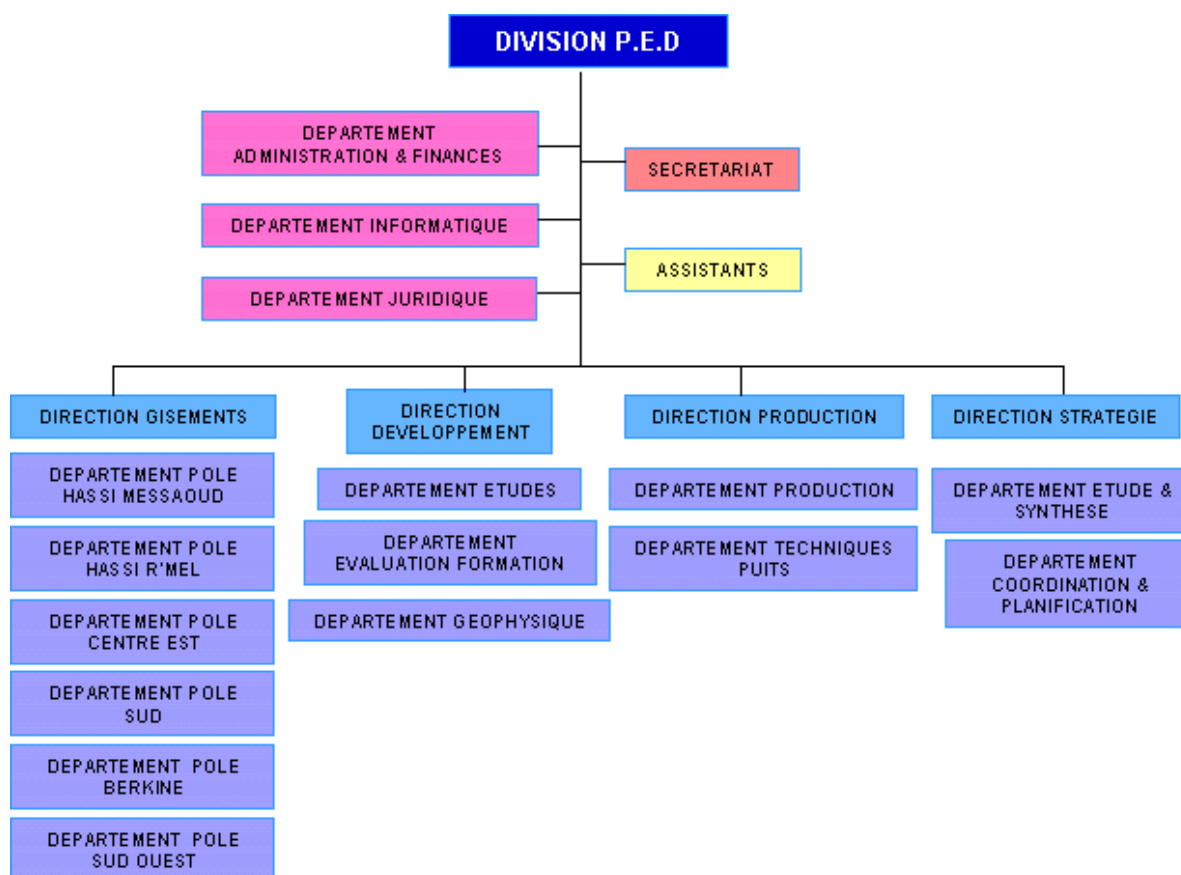 DIVISION P.E.D
DEPARTEMENT
ADMINISTRATION & FINANCES
SECRETARIAT
DEPARTEMENT INFORMATIQUE
ASSISTANTS
DEPARTEMENT JURIDIQUE
DIRECTION GISEMENTS
DEPARTEMENT POLE
HASSI MESSAOUD
DEPARTEMENT POLE
HASSI R'MEL
DEPARTEMENT POLE
CENTRE EST
DEPARTEMENT POLE
SUD
DEPARTEMENT POLE
BERKINE
DEPARTEMENT POLE
SUD OUEST
DIRECTION
DEVELOPPEMENT
DEPARTEMENT ETUDES
DEPARTEMENT
EVALUATION FORMATION
DEPARTEMENT GEOPHYSIQUE
DIRECTION PRODUCTION
DEPARTEMENT PRODUCTION
DEPARTEMENT TECHNIQUES
PUITS
DIRECTION STRATEGIE
DEPARTEMENT ETUDE &
SYNTHESE
DEPARTEMENT
COORDINATION &
PLANIFICATION